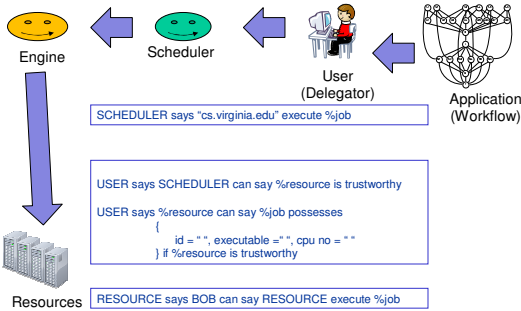 Engine
Scheduler
User
(Delegator)
Application
(Workflow)
SCHEDULER says “cs.virginia.edu” execute %job
USER says SCHEDULER can say %resource is trustworthy
USER says %resource can say %job possesses
{
id = “ “, executable =“ “, cpu no = “ “
} if %resource is trustworthy
Resources
RESOURCE says BOB can say RESOURCE execute %job